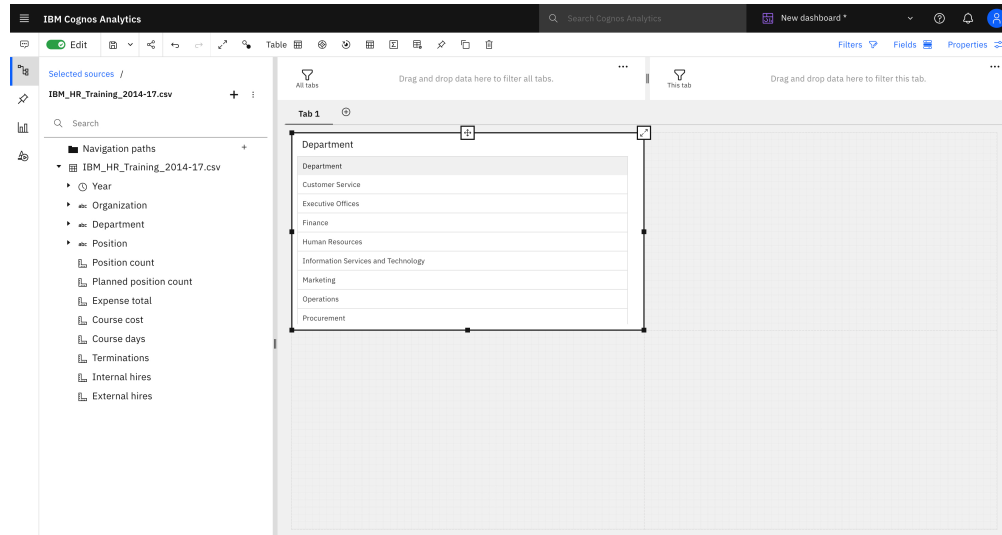 IBM Cognos Analytics
Search Cognos Analytics
New dashboard *
Edit
Table
Filters
Fields
Properties
Selected sources /
IBM_HR_Training_2014-17.csv
Search
Navigation paths
IBM_HR_Training_2014-17.csv
Year
abc Organization
abc Department
abc Position
Position count
Planned position count
Expense total
Course cost
Course days
Terminations
Internal hires
External hires
All tabs
Drag and drop data here to filter all tabs.
This tab
Drag and drop data here to filter this tab.
Tab 1
Department
Department
Customer Service
Executive Offices
Finance
Human Resources
Information Services and Technology
Marketing
Operations
Procurement